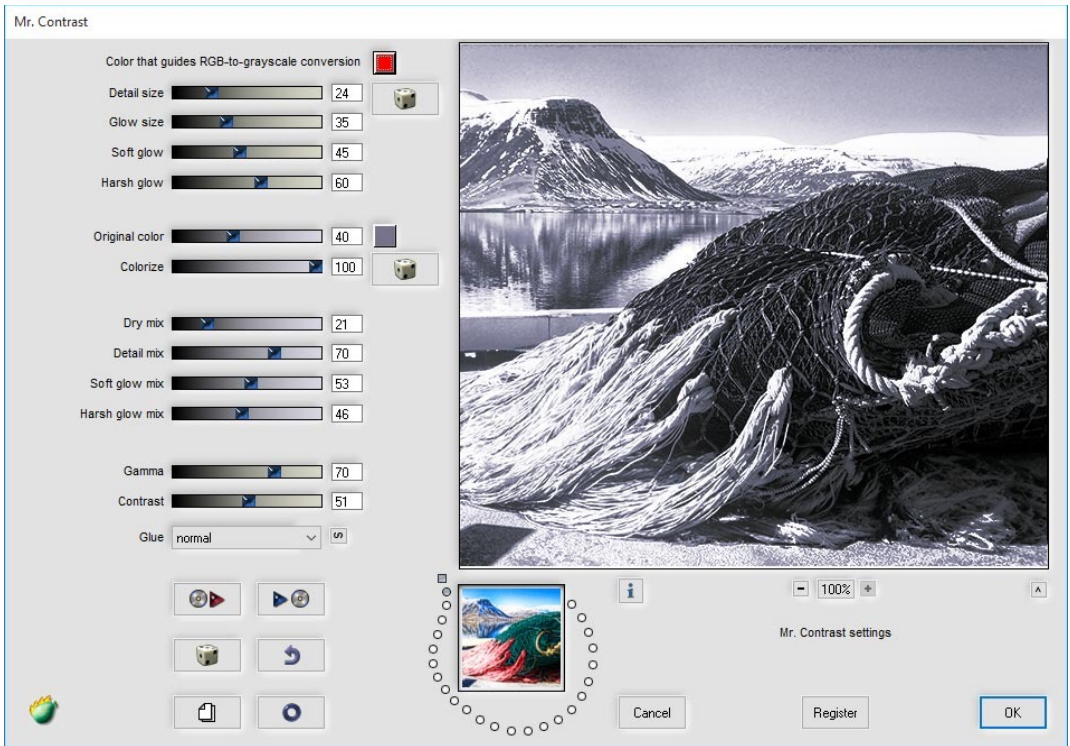 Mr. Contrast
Color that guides RGB-to-grayscale conversion
Detail size 24
Glow size 35
Soft glow 45
Harsh glow 60
Original color 40
Colorize 100
Dry mix 21
Detail mix 70
Soft glow mix 53
Harsh glow mix 46
Gamma 70
Contrast 51
Glue normal
i
- 100% +
Mr. Contrast settings
Cancel
Register
OK